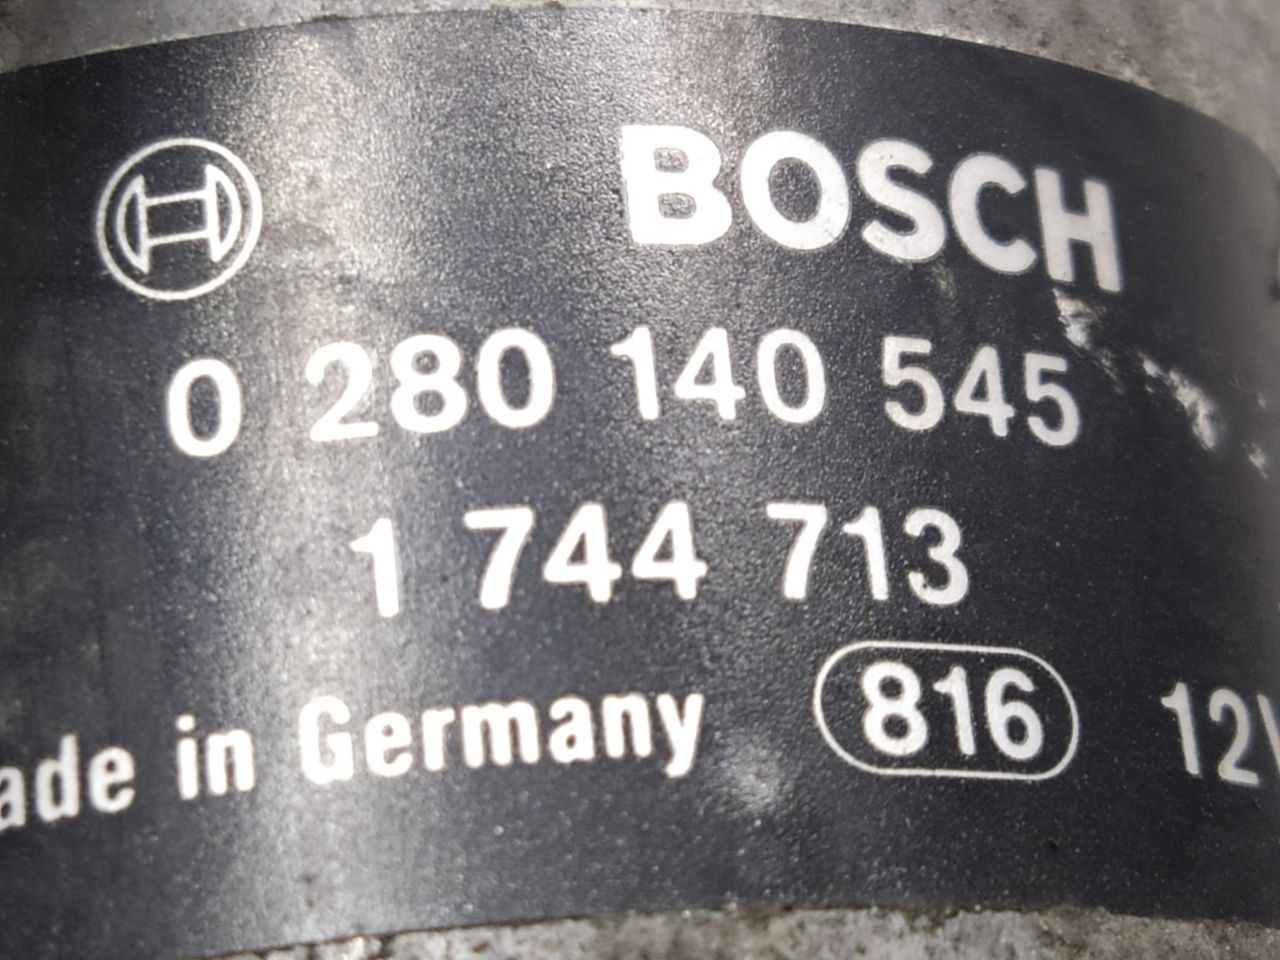 BOSCH
0 280 140 545
1 744 713
ade in Germany 816 12V